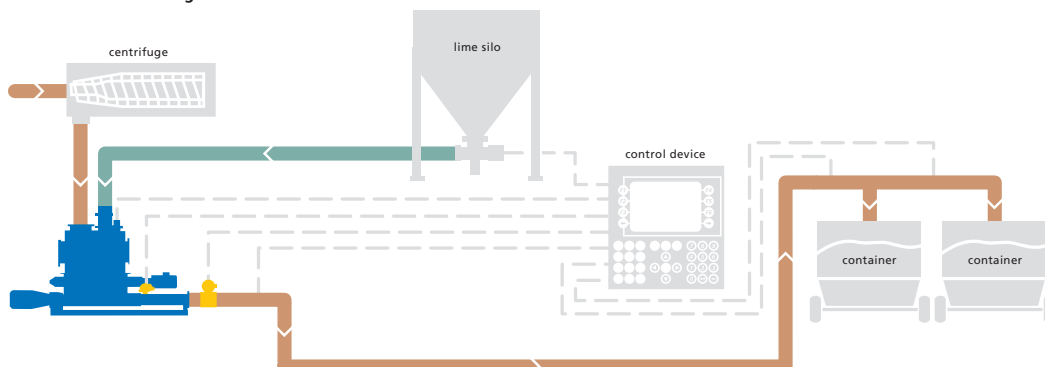 centrifuge
lime silo
control device
container
container